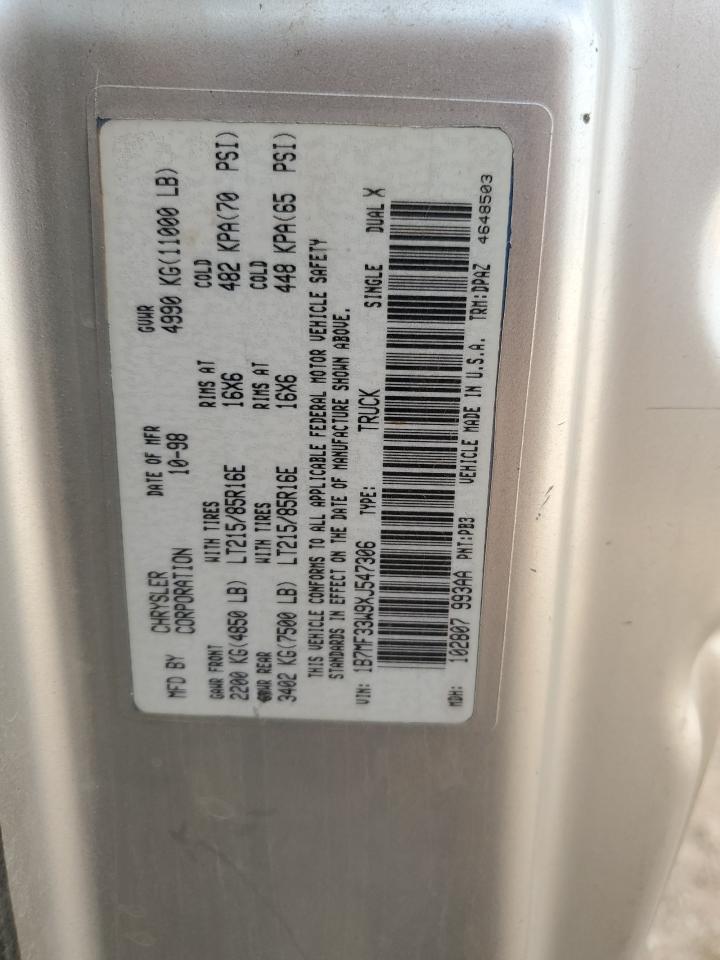 MFD BY CHRYSLER CORPORATION DATE OF MFR 10-98 GVWR 4990 KG(11000 LB)
GAWR FRONT WITH TIRES RIMS AT COLD
2200 KG(4850 LB) LT215/85R16E 16X6 482 KPA(70 PSI)
GAWR REAR WITH TIRES RIMS AT COLD
3402 KG(7500 LB) LT215/85R16E 16X6 448 KPA(65 PSI)
THIS VEHICLE CONFORMS TO ALL APPLICABLE FEDERAL MOTOR VEHICLE SAFETY
STANDARDS IN EFFECT ON THE DATE OF MANUFACTURE SHOWN ABOVE.
VIN: 1B7MF33W9XJ547306 TYPE: TRUCK SINGLE DUAL X
MDH: 102807 993AA PNT:PB3 VEHICLE MADE IN U.S.A. TRM:DPAZ 4648503